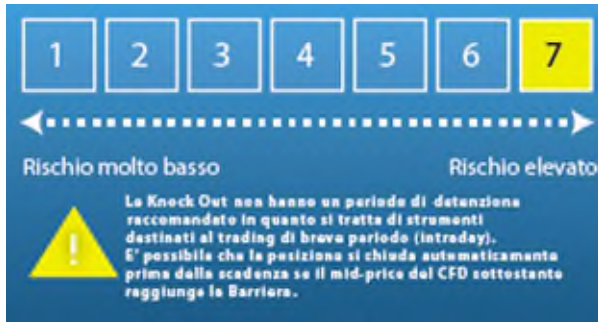 1 2 3 4 5 6 7
Rischio molto basso Rischio elevato
Le Knock Out non hanno un periodo di detenzione
raccomandato in quanto si tratta di strumenti
destinati al trading di breve periodo (intraday).
E' possibile che la posizione si chiuda automaticamente
prima della scadenza se il mid-price del CFD sottostante
raggiunge la Barriera.
!